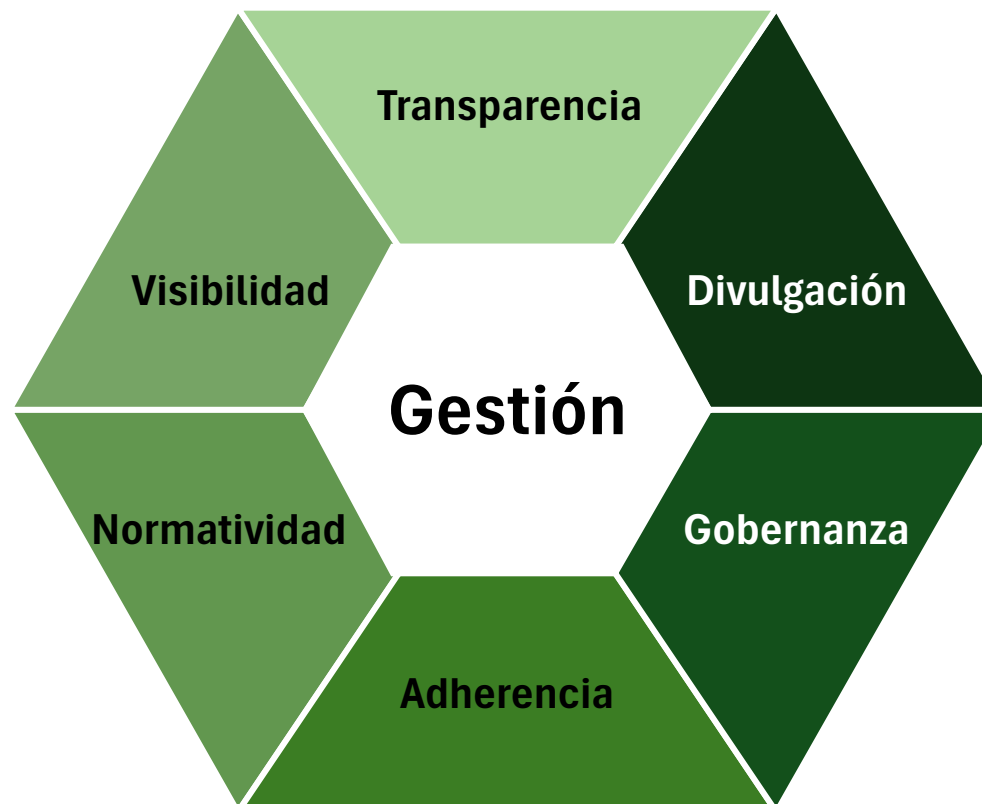 Transparencia
Visibilidad
Divulgación
Gestión
Normatividad
Gobernanza
Adherencia